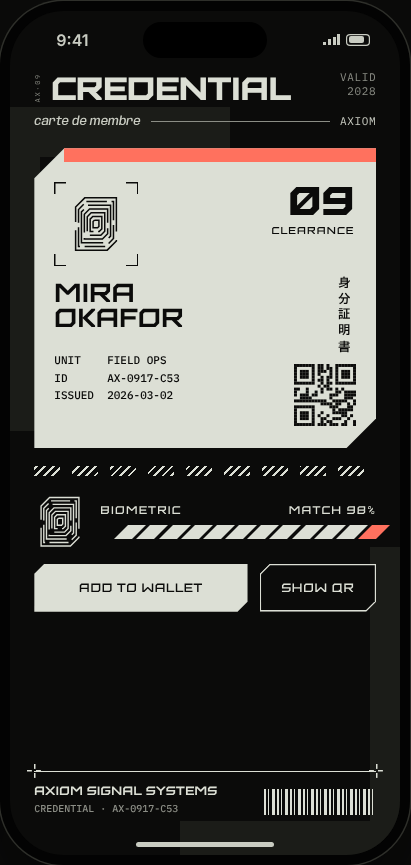 9:41
AX-09
CREDENTIAL
VALID
2028
carte de membre
AXIOM
09
CLEARANCE
MIRA
OKAFOR
身分証明書
UNIT FIELD OPS
ID AX-0917-C53
ISSUED 2026-03-02
BIOMETRIC
MATCH 98%
ADD TO WALLET
SHOW QR
AXIOM SIGNAL SYSTEMS
CREDENTIAL · AX-0917-C53